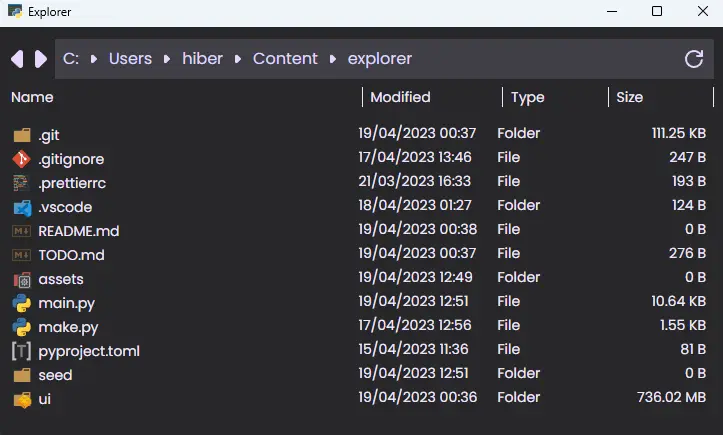 Explorer
C: Users hiber Content explorer
Name Modified Type Size
.git 19/04/2023 00:37 Folder 111.25 KB
.gitignore 17/04/2023 13:46 File 247 B
.prettierrc 21/03/2023 16:33 File 193 B
.vscode 18/04/2023 01:27 Folder 124 B
README.md 19/04/2023 00:38 File 0 B
TODO.md 19/04/2023 00:37 File 276 B
assets 19/04/2023 12:49 Folder 0 B
main.py 19/04/2023 12:51 File 10.64 KB
make.py 17/04/2023 12:56 File 1.55 KB
pyproject.toml 15/04/2023 11:36 File 81 B
seed 19/04/2023 12:51 Folder 0 B
ui 19/04/2023 00:36 Folder 736.02 MB